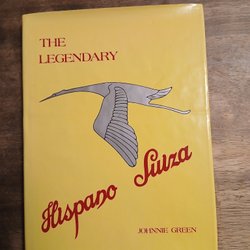 THE
LEGENDARY
Hispano Suiza
JOHNNIE GREEN